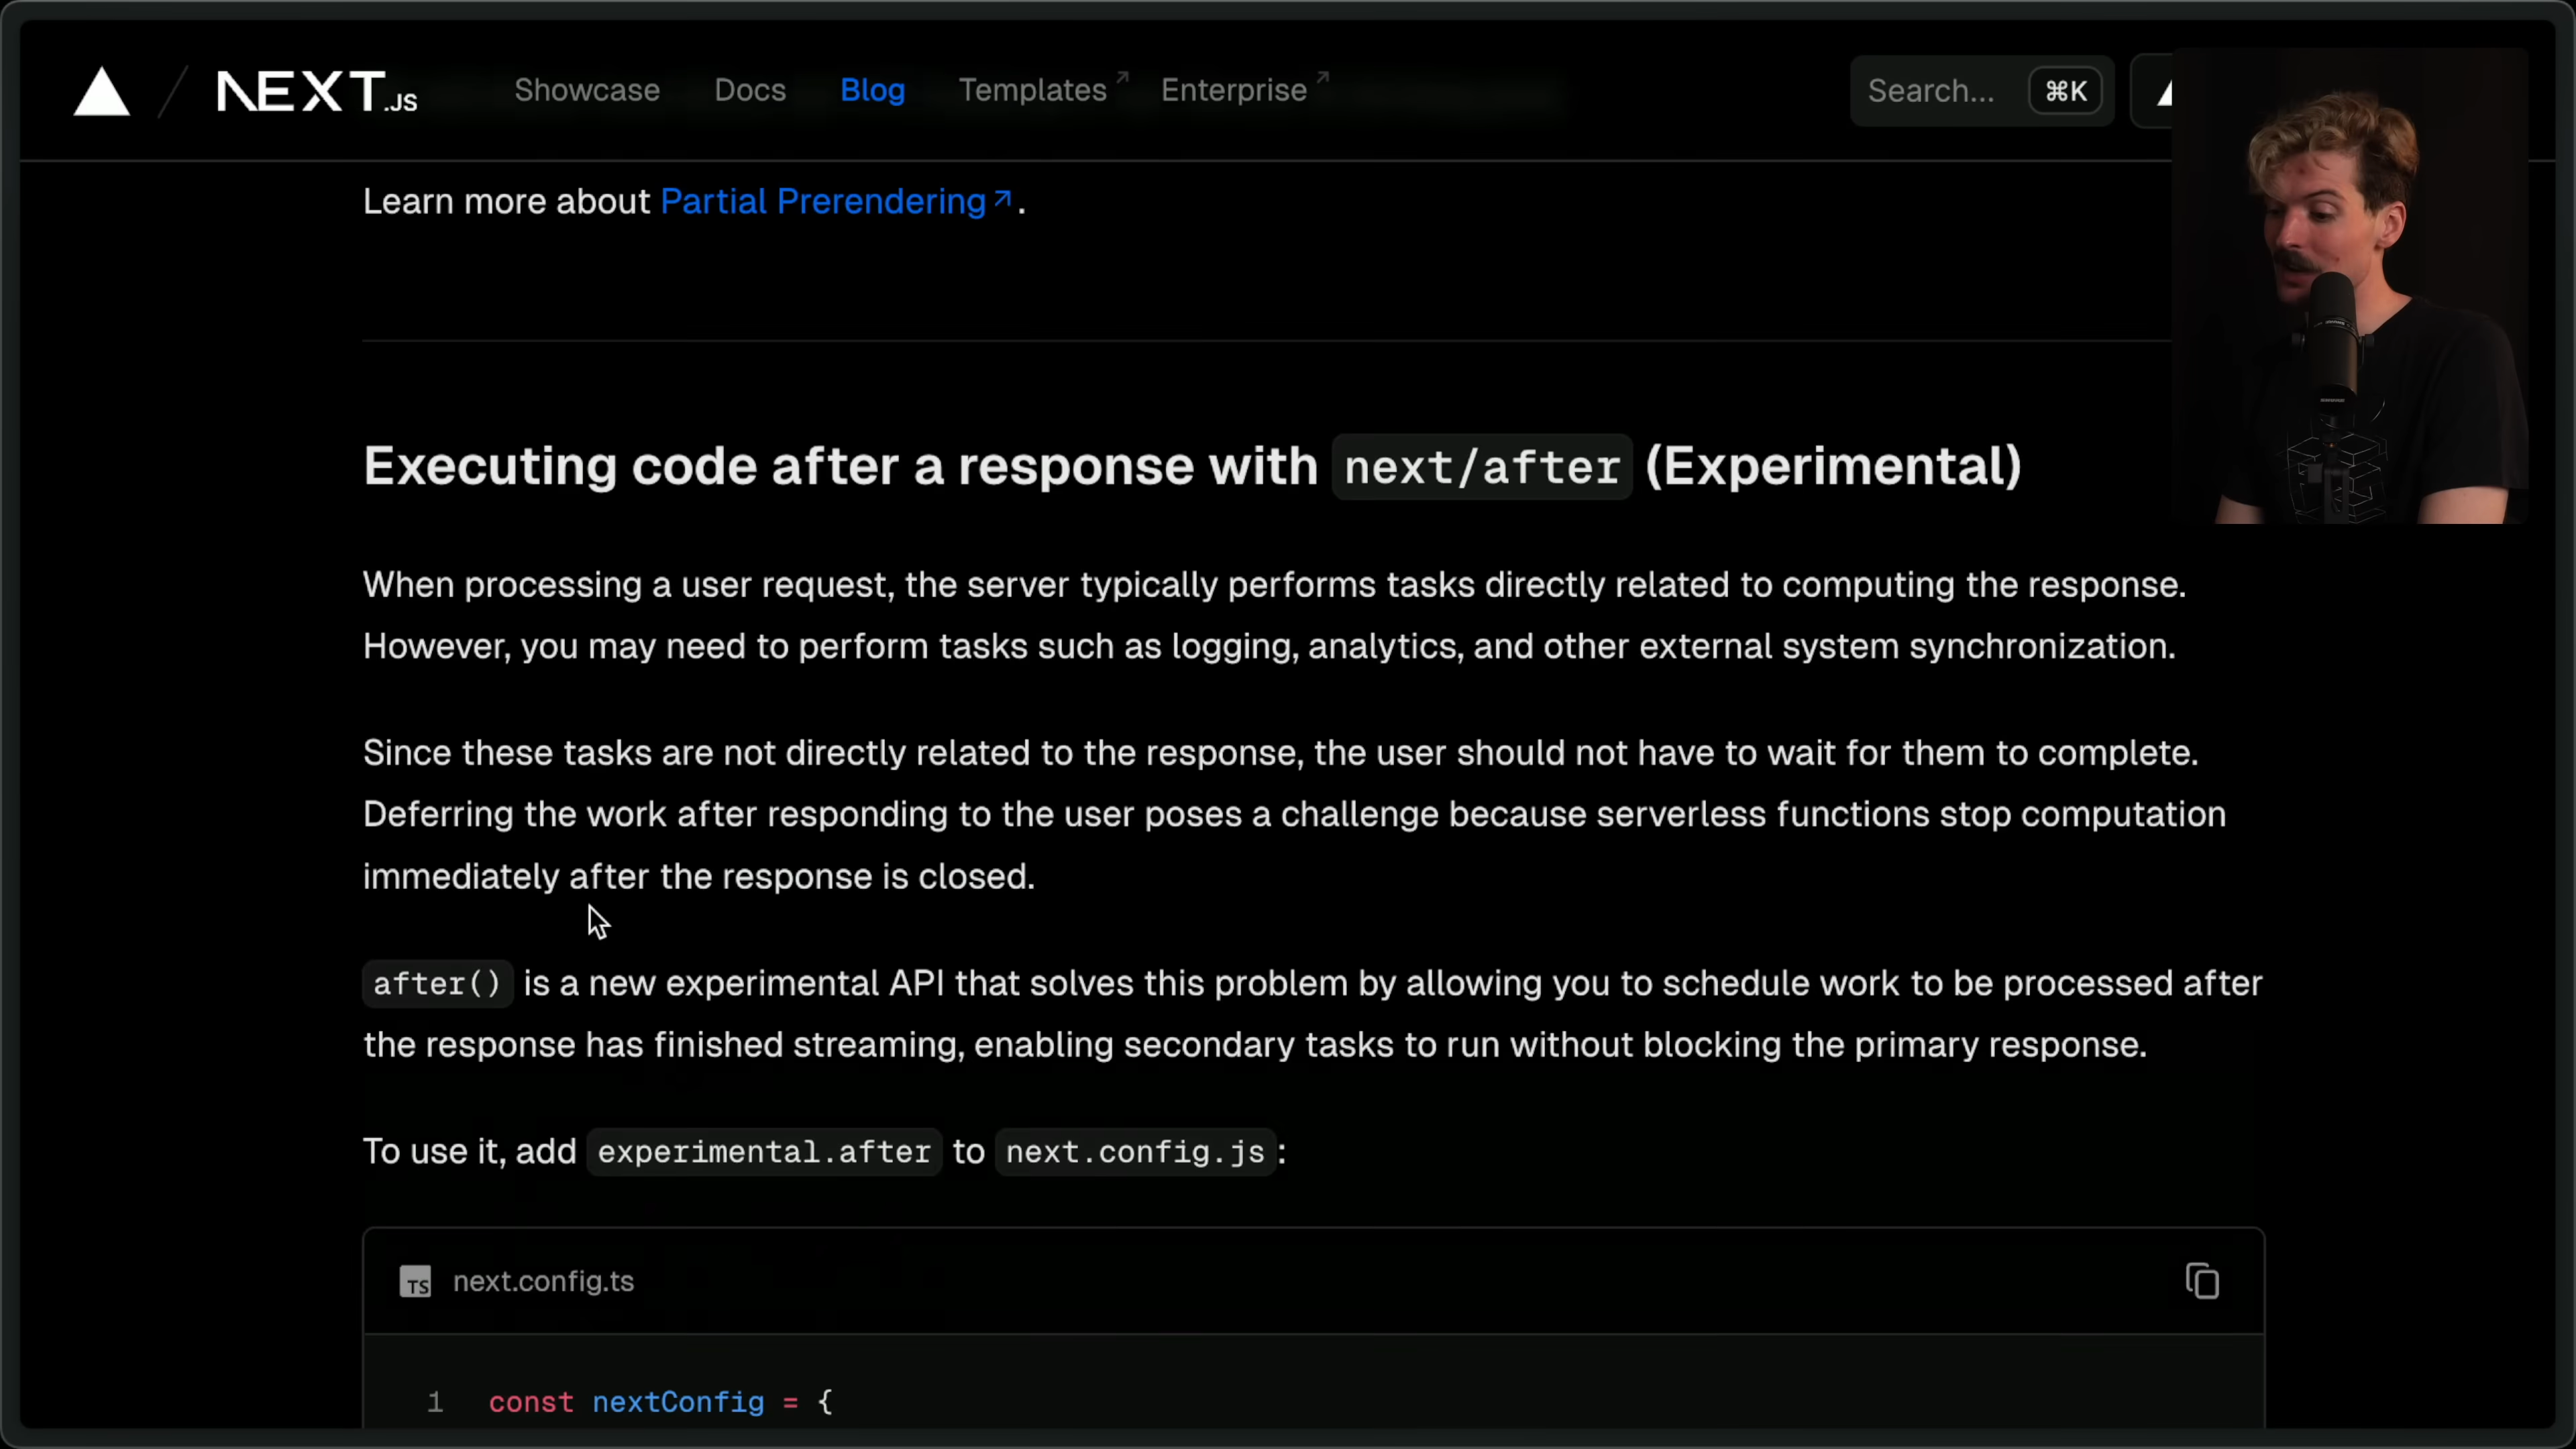 NEXT.JS Showcase Docs Blog Templates Enterprise Search... ⌘K
Learn more about Partial Prerendering.
Executing code after a response with next/after (Experimental)
When processing a user request, the server typically performs tasks directly related to computing the response.
However, you may need to perform tasks such as logging, analytics, and other external system synchronization.
Since these tasks are not directly related to the response, the user should not have to wait for them to complete.
Deferring the work after responding to the user poses a challenge because serverless functions stop computation
immediately after the response is closed.
after() is a new experimental API that solves this problem by allowing you to schedule work to be processed after
the response has finished streaming, enabling secondary tasks to run without blocking the primary response.
To use it, add experimental.after to next.config.js:
TS next.config.ts
1 const nextConfig = {